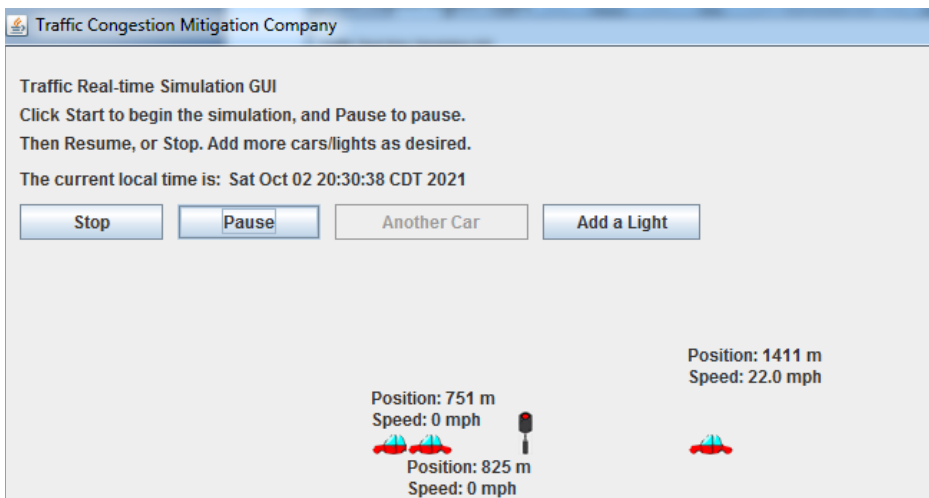 Traffic Congestion Mitigation Company
Traffic Real-time Simulation GUI
Click Start to begin the simulation, and Pause to pause.
Then Resume, or Stop. Add more cars/lights as desired.
The current local time is: Sat Oct 02 20:30:38 CDT 2021
Stop Pause Another Car Add a Light
Position: 1411 m
Speed: 22.0 mph
Position: 751 m
Speed: 0 mph
Position: 825 m
Speed: 0 mph